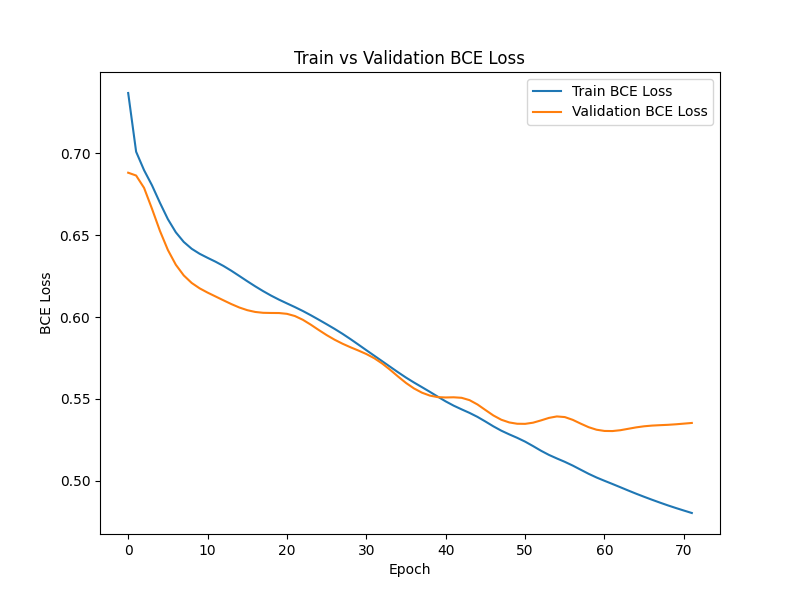 Train vs Validation BCE Loss
Train BCE Loss
Validation BCE Loss
0.70
0.65
0.60
0.55
0.50
BCE Loss
0 10 20 30 40 50 60 70
Epoch